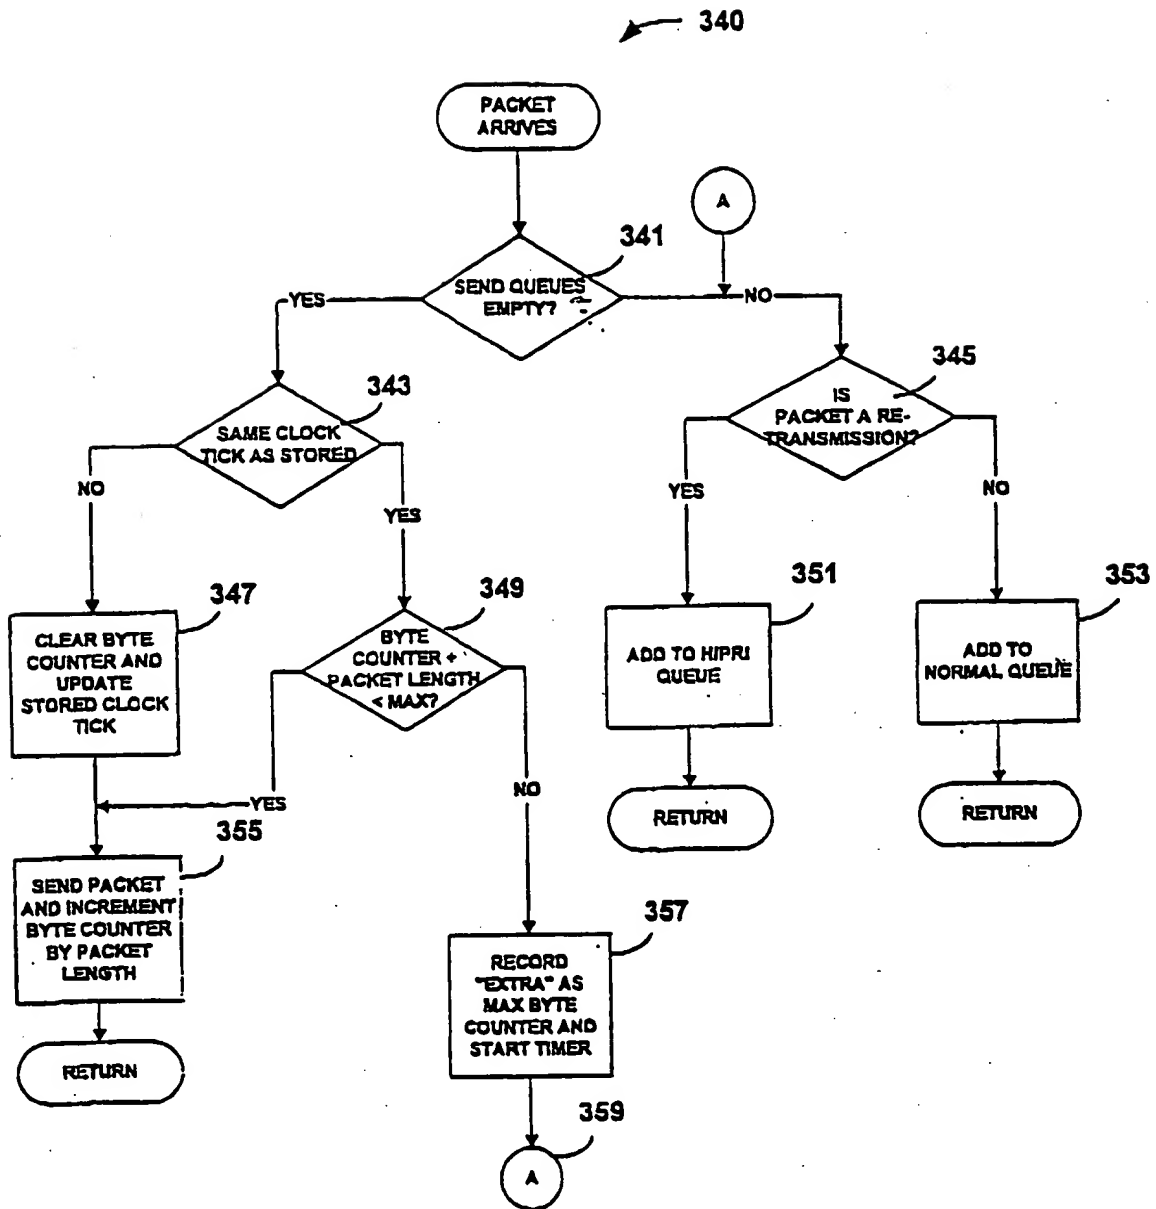 340
PACKET
ARRIVES
A
341
SEND QUEUES
EMPTY?
YES
NO
343
SAME CLOCK
TICK AS STORED
345
IS
PACKET A RE-
TRANSMISSION?
NO
YES
YES
NO
347
CLEAR BYTE
COUNTER AND
UPDATE
STORED CLOCK
TICK
349
BYTE
COUNTER +
PACKET LENGTH
< MAX?
351
ADD TO HIPRI
QUEUE
353
ADD TO
NORMAL QUEUE
YES
NO
RETURN
RETURN
355
SEND PACKET
AND INCREMENT
BYTE COUNTER
BY PACKET
LENGTH
357
RECORD
"EXTRA" AS
MAX BYTE
COUNTER AND
START TIMER
RETURN
359
A